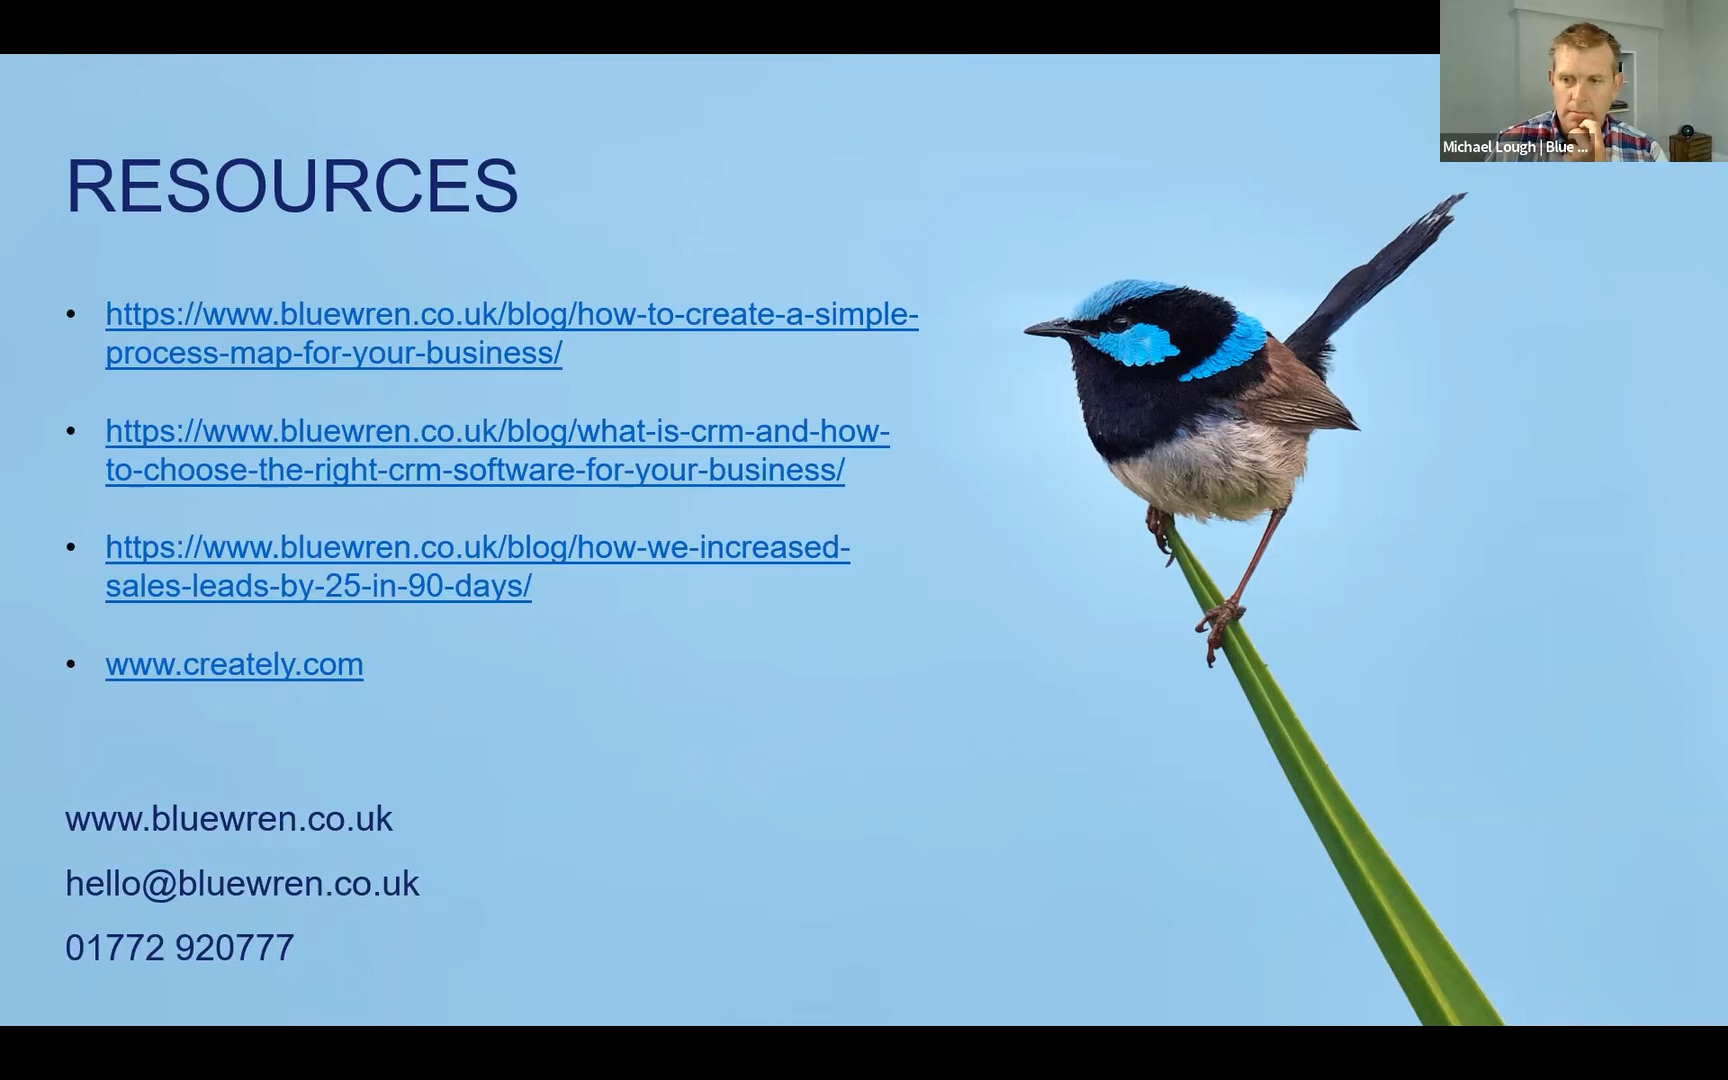 Michael Lough | Blue ...
RESOURCES
• https://www.bluewren.co.uk/blog/how-to-create-a-simple-
process-map-for-your-business/
• https://www.bluewren.co.uk/blog/what-is-crm-and-how-
to-choose-the-right-crm-software-for-your-business/
• https://www.bluewren.co.uk/blog/how-we-increased-
sales-leads-by-25-in-90-days/
• www.creately.com
www.bluewren.co.uk
hello@bluewren.co.uk
01772 920777